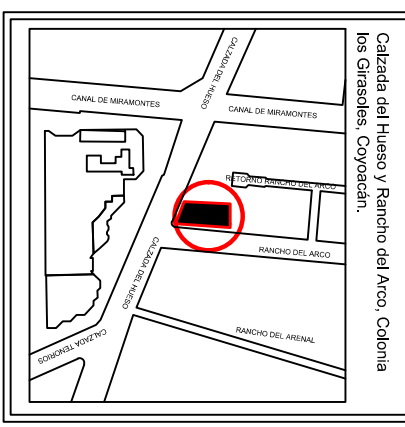 Calzada del Hueso y Rancho del Arco, Colonia
los Girasoles, Coyoacán.
CALZADA DEL HUESO
CANAL DE MIRAMONTES
CANAL DE MIRAMONTES
RETORNO RANCHO DEL ARCO
RANCHO DEL ARCO
CALZADA DEL HUESO
RANCHO DEL ARENAL
CALZADA TENORIOS